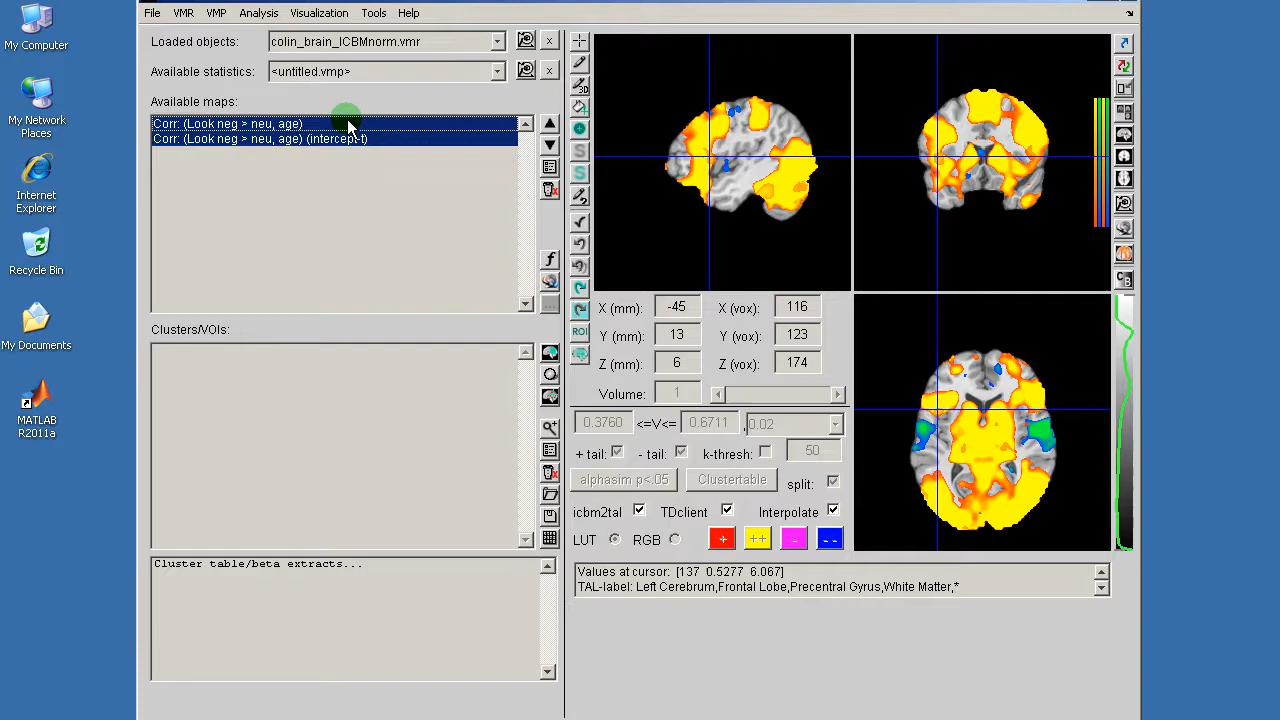 File VMR VMP Analysis Visualization Tools Help
My Computer
My Network
Places
Internet
Explorer
Recycle Bin
My Documents
MATLAB
R2011a
Loaded objects: colin_brain_ICBMnorm.vmr x
Available statistics: <untitled.vmp> x
Available maps:
Corr: (Look neg > neu, age)
Corr: (Look neg > neu, age) (intercept-t)
f
...
Clusters/VOIs:
Cluster table/beta extracts...
3D
S
S
ROI
X (mm): -45 X (vox): 116
Y (mm): 13 Y (vox): 123
Z (mm): 6 Z (vox): 174
Volume: 1
0.3760 <=V<= 0.6711 , 0.02
+ tail: - tail: k-thresh: 50
alphasim p<.05 Clustertable split:
icbm2tal TDclient Interpolate
LUT RGB + ++ - - -
Values at cursor: [137 0.5277 6.067]
TAL-label: Left Cerebrum,Frontal Lobe,Precentral Gyrus,White Matter,*